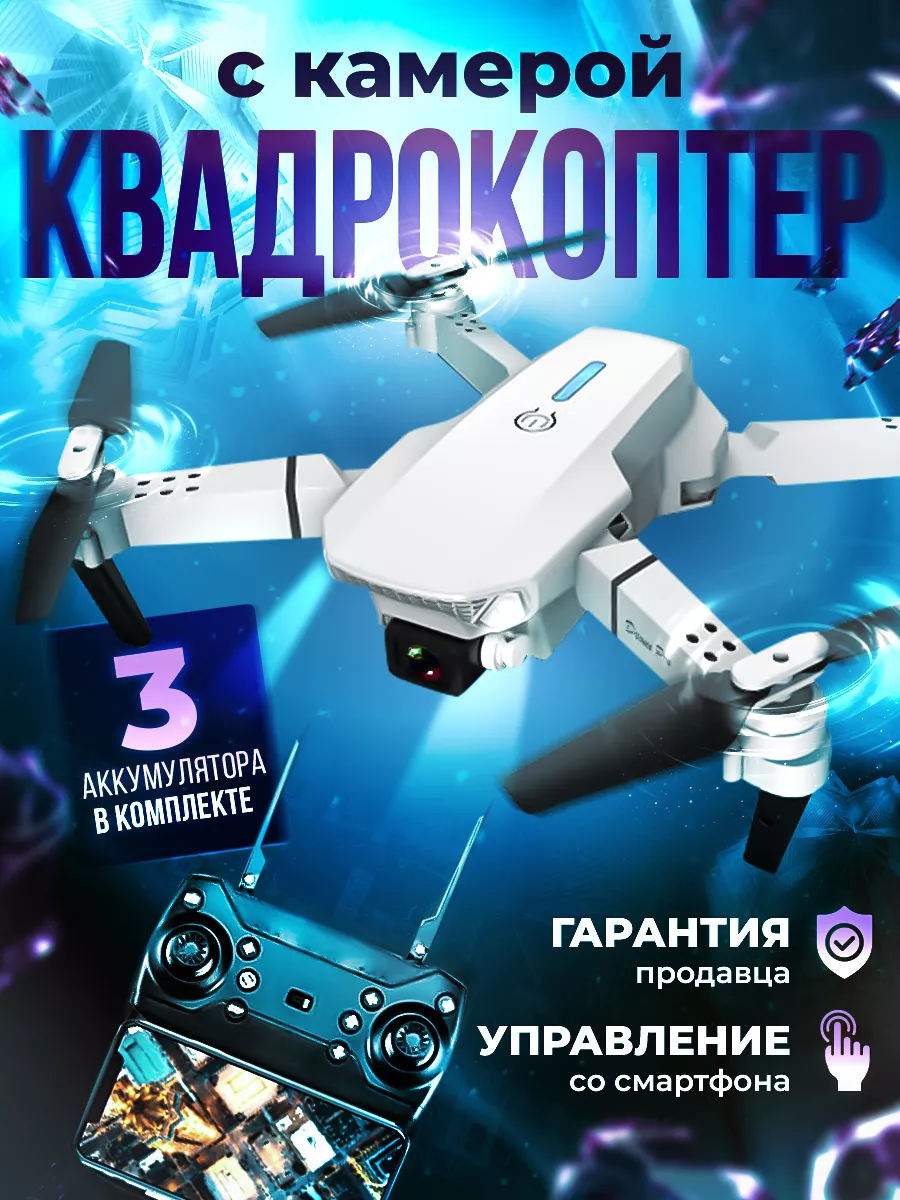 с камерой
КВАДРОКОПТЕР
3
АККУМУЛЯТОРА
В КОМПЛЕКТЕ
ГАРАНТИЯ
продавца
УПРАВЛЕНИЕ
со смартфона